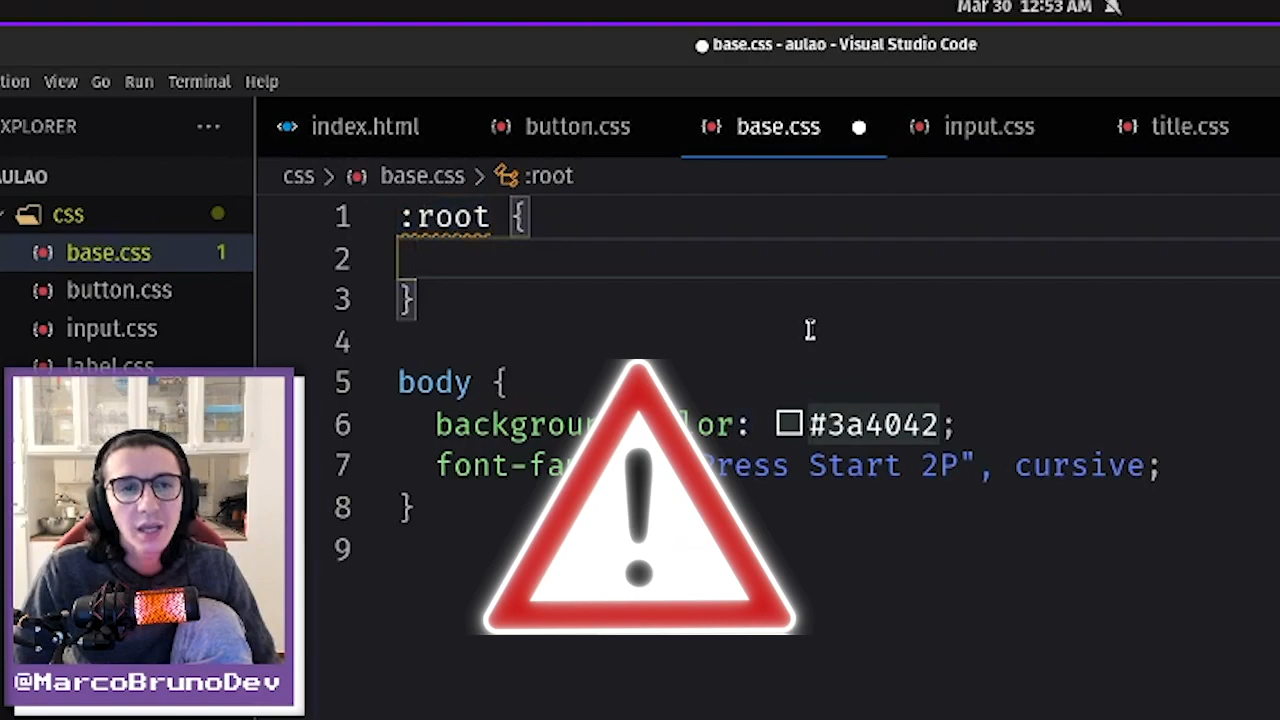 Mar 30 12:53 AM
base.css - aulao - Visual Studio Code
tion View Go Run Terminal Help
XPLORER ···
index.html
button.css
base.css
input.css
title.css
AULAO
css > base.css > :root
css
base.css 1
button.css
input.css
label.css
1 :root {
2
3 }
4
5 body {
6 backgrou lor: #3a4042;
7 font-fa ress Start 2P", cursive;
8 }
9
@MarcoBrunoDev